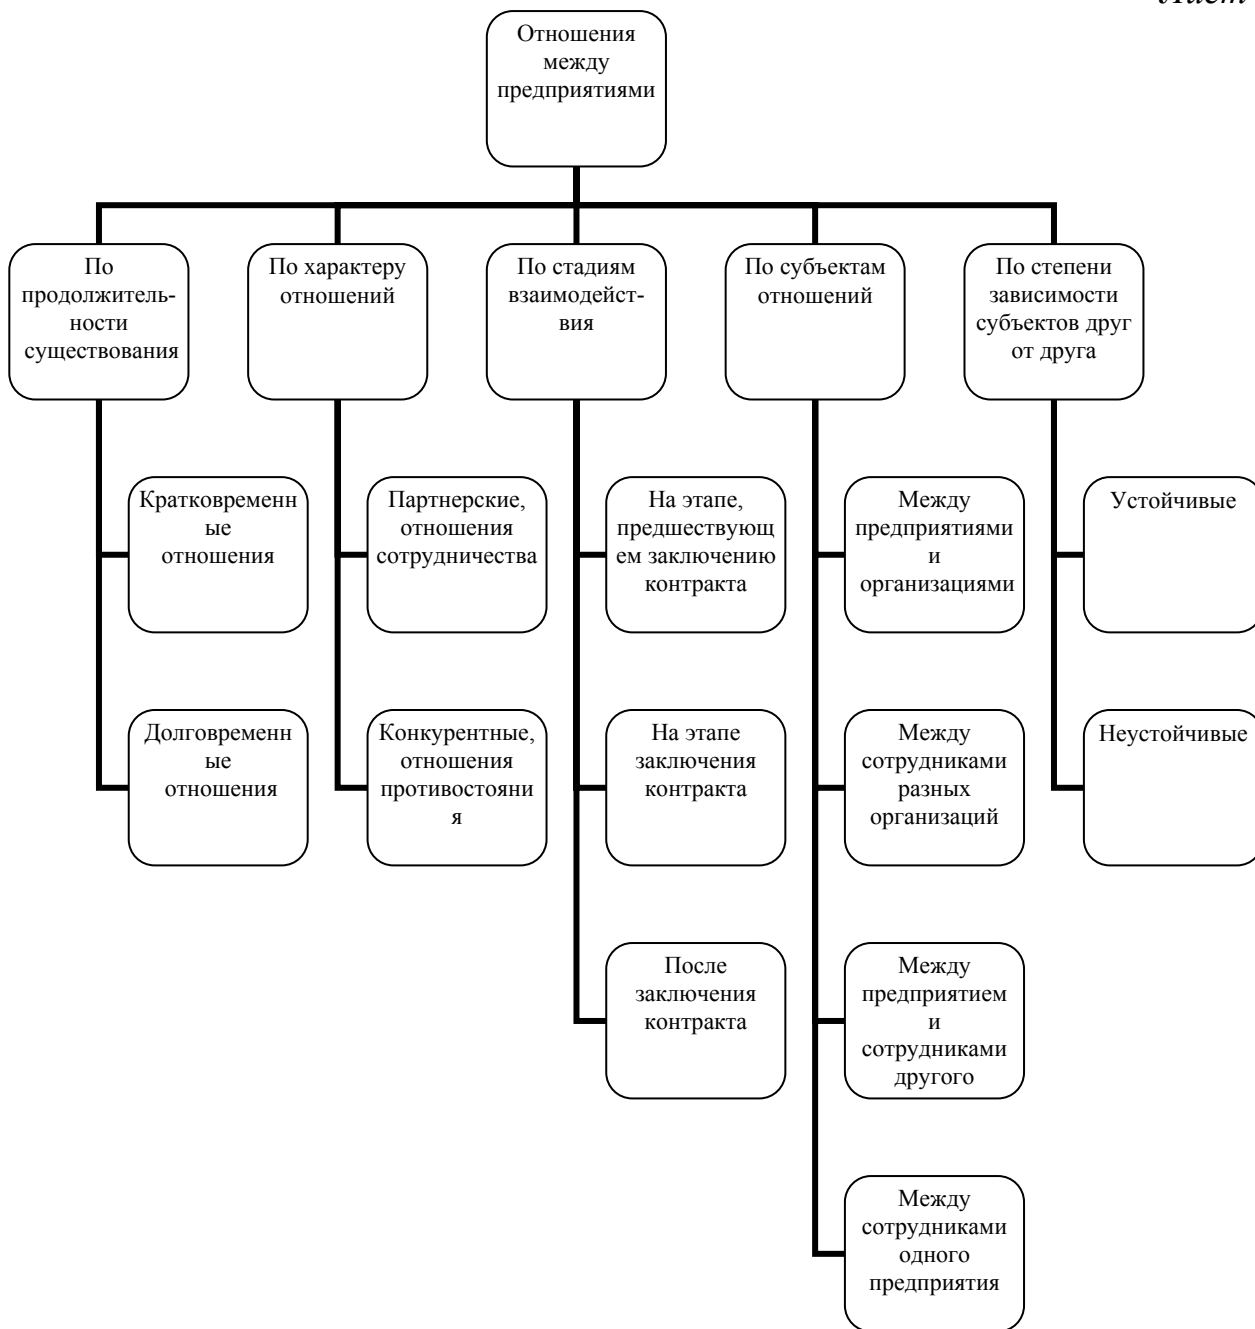 Отношения
между
предприятиями
По
продолжитель-
ности
существования
По характеру
отношений
По стадиям
взаимодейст-
вия
По субъектам
отношений
По степени
зависимости
субъектов друг
от друга
Кратковременн
ые
отношения
Партнерские,
отношения
сотрудничества
На этапе,
предшествующ
ем заключению
контракта
Между
предприятиями
и
организациями
Устойчивые
Долговременн
ые
отношения
Конкурентные,
отношения
противостояни
я
На этапе
заключения
контракта
Между
сотрудниками
разных
организаций
Неустойчивые
После
заключения
контракта
Между
предприятием
и
сотрудниками
другого
Между
сотрудниками
одного
предприятия